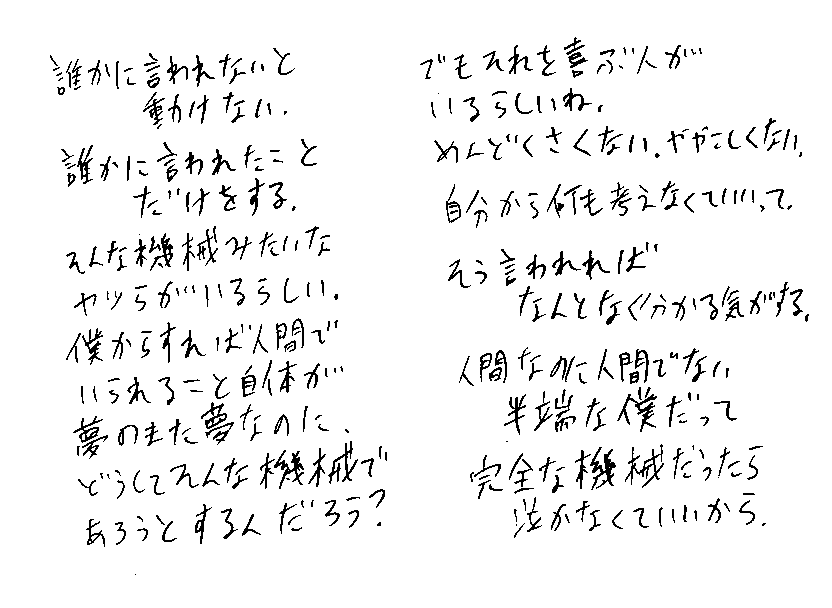 誰かに言われないと
動けない.
誰かに言われたこと
だけをする.
そんな機械みたいな
ヤツらがいるらしい.
僕からすれば人間で
いられること自体が
夢のまた夢なのに、
どうしてそんな機械で
あろうとするんだろう?
でもそれを喜ぶ人が
いるらしいね.
めんどくさくない.ややこしくない.
自分から何も考えなくていいって.
そう言われれば
なんとなく分かる気がする.
人間なのに人間でない
半端な僕だって
完全な機械だったら
泣かなくていいから.